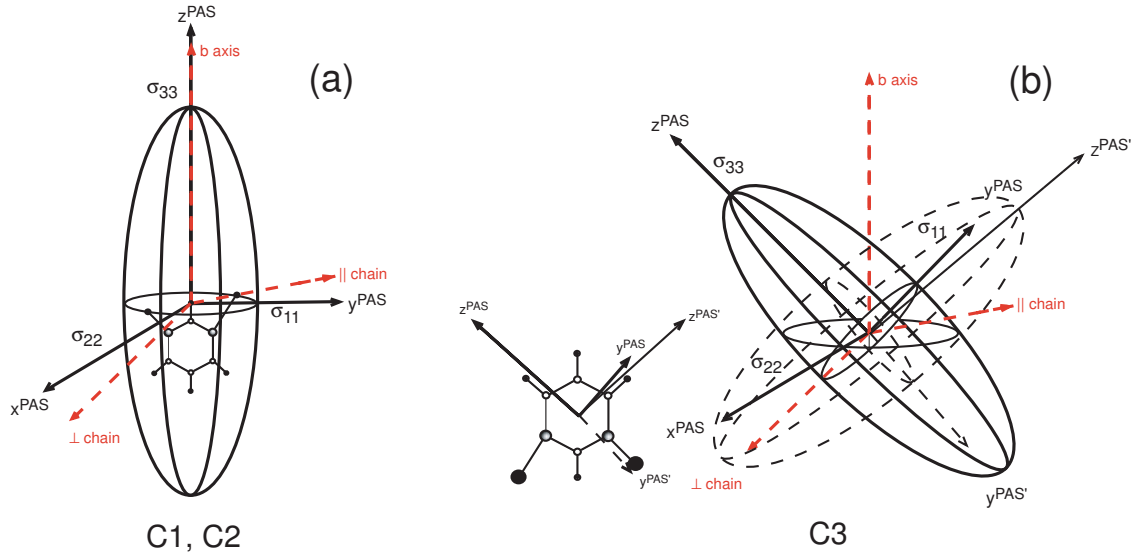 z^PAS
b axis
(a)
σ33
|| chain
y^PAS
σ11
σ22
x^PAS
⊥ chain
C1, C2
b axis
(b)
z^PAS
z^PAS'
σ33
y^PAS
σ11
|| chain
z^PAS
z^PAS'
y^PAS
σ22
x^PAS
y^PAS'
⊥ chain
y^PAS'
C3